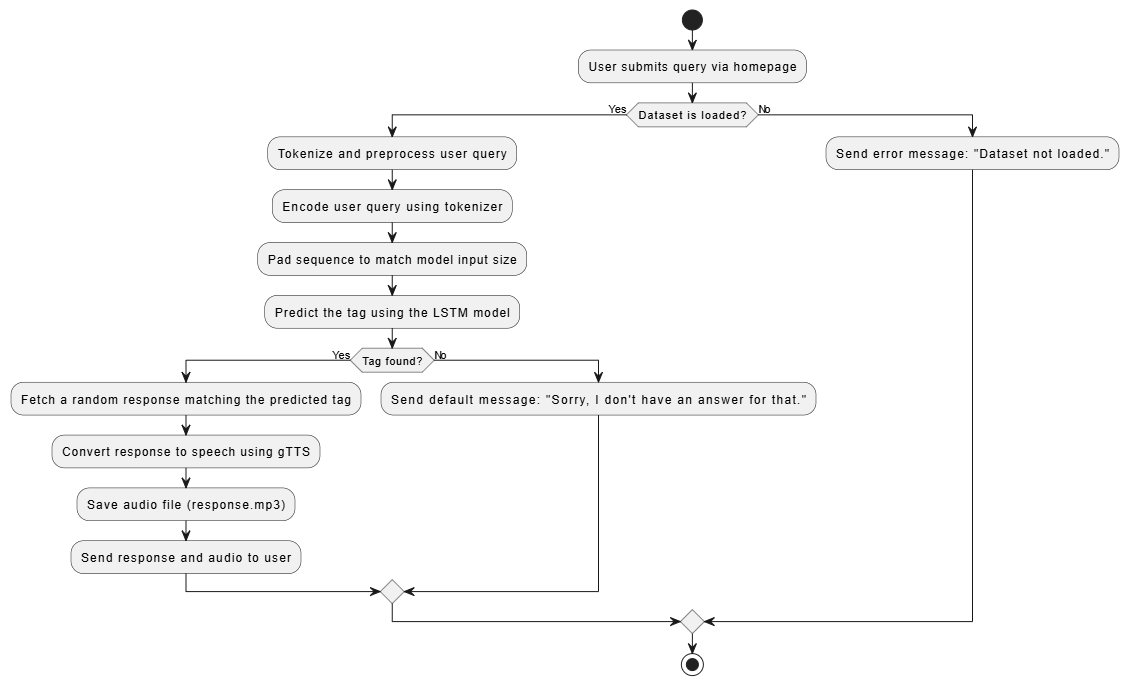 User submits query via homepage
Yes
Dataset is loaded?
No
Tokenize and preprocess user query
Send error message: "Dataset not loaded."
Encode user query using tokenizer
Pad sequence to match model input size
Predict the tag using the LSTM model
Yes
Tag found?
No
Fetch a random response matching the predicted tag
Send default message: "Sorry, I don't have an answer for that."
Convert response to speech using gTTS
Save audio file (response.mp3)
Send response and audio to user